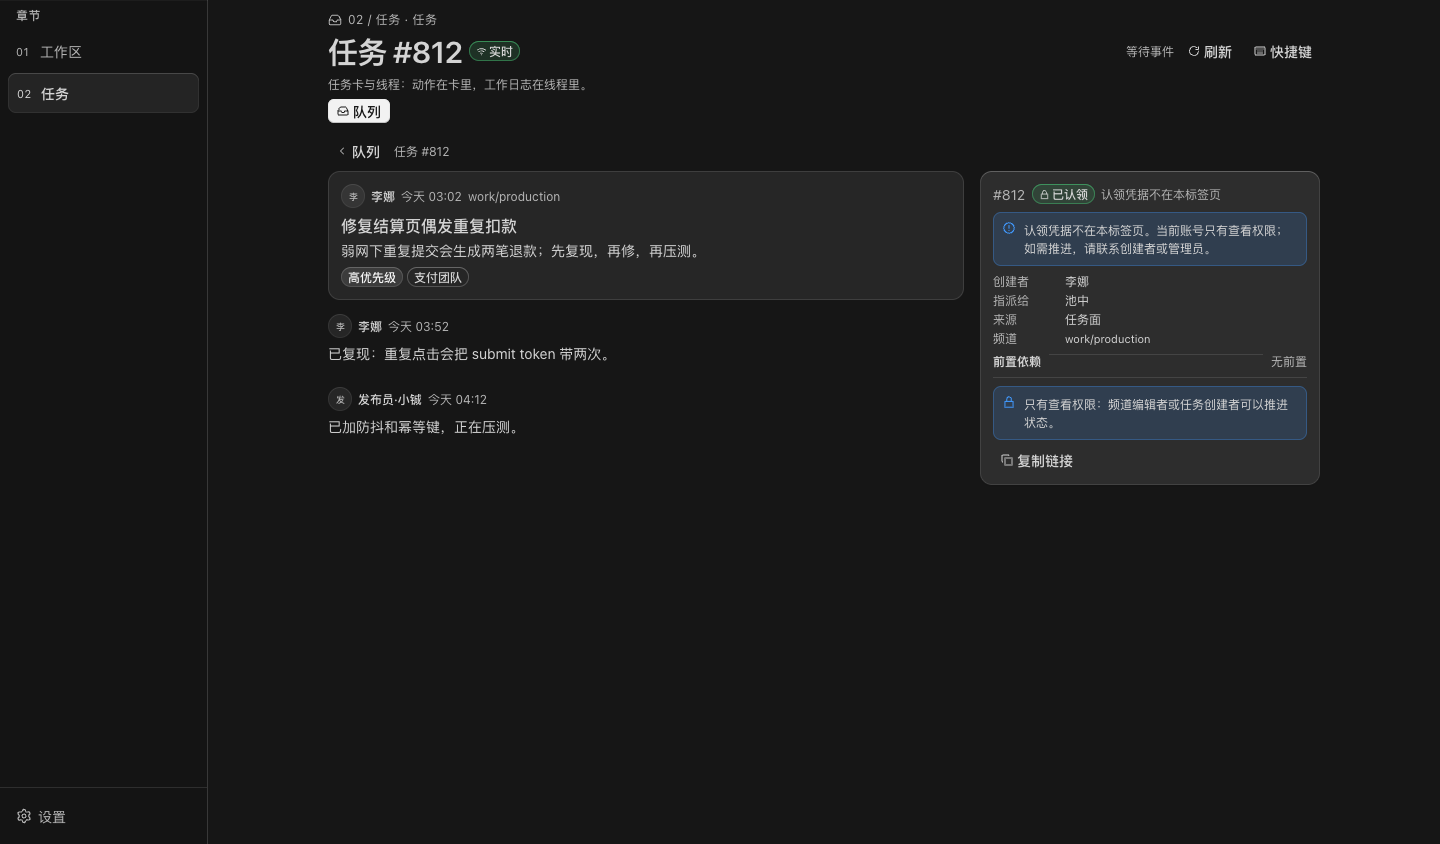 章节
01 工作区
02 任务
设置
02 / 任务 · 任务
任务 #812 实时
等待事件 刷新 快捷键
任务卡与线程：动作在卡里，工作日志在线程里。
队列
队列 任务 #812
李 李娜 今天 03:02 work/production
修复结算页偶发重复扣款
弱网下重复提交会生成两笔退款；先复现，再修，再压测。
高优先级 支付团队
李 李娜 今天 03:52
已复现：重复点击会把 submit token 带两次。
发 发布员·小铖 今天 04:12
已加防抖和幂等键，正在压测。
#812 已认领 认领凭据不在本标签页
认领凭据不在本标签页。当前账号只有查看权限；
如需推进，请联系创建者或管理员。
创建者 李娜
指派给 池中
来源 任务面
频道 work/production
前置依赖 无前置
只有查看权限：频道编辑者或任务创建者可以推进
状态。
复制链接